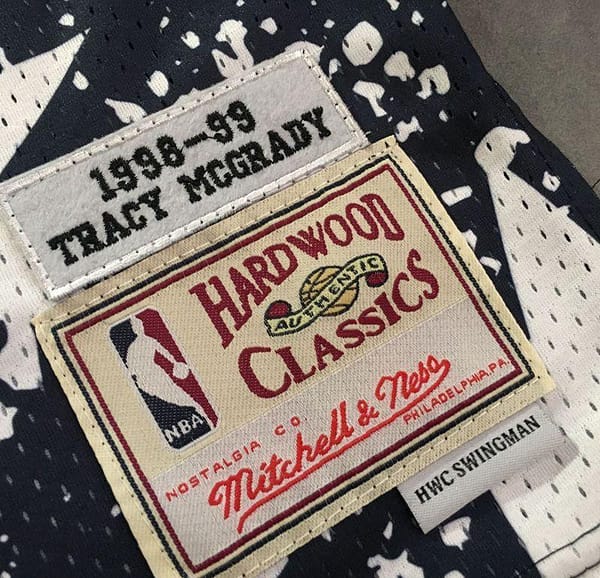 1998-99
TRACY MCGRADY
HARDWOOD
AUTHENTIC
CLASSICS
NBA
NOSTALGIA CO.
Mitchell & Ness
PHILADELPHIA, PA.
HWC SWINGMAN